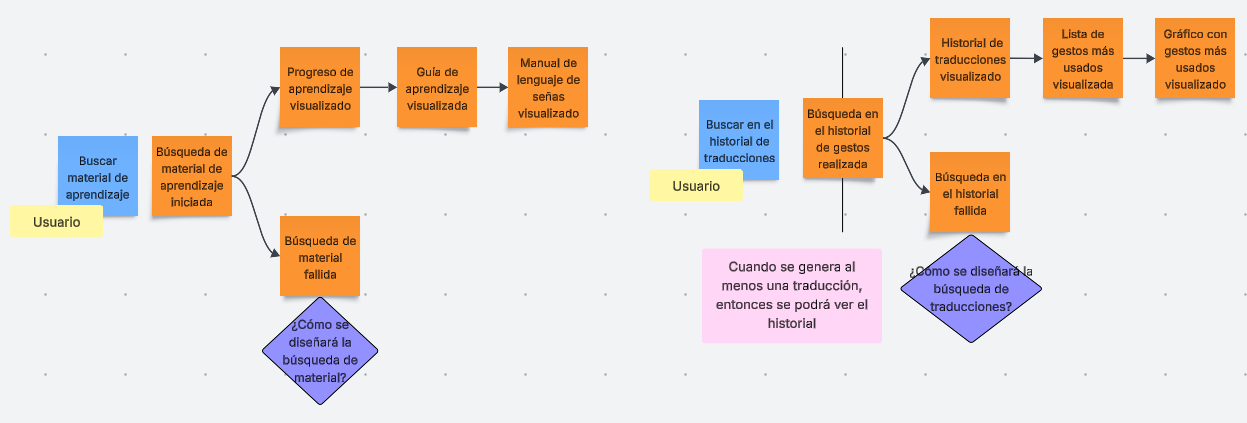 Buscar
material de
aprendizaje
Usuario
Búsqueda de
material de
aprendizaje
iniciada
Progreso de
aprendizaje
visualizado
Guía de
aprendizaje
visualizada
Manual de
lenguaje de
señas
visualizado
Búsqueda de
material
fallida
¿Cómo se
diseñará la
búsqueda de
material?
Buscar en el
historial de
traducciones
Usuario
Búsqueda en
el historial
de gestos
realizada
Historial de
traducciones
visualizado
Lista de
gestos más
usados
visualizada
Gráfico con
gestos más
usados
visualizado
Búsqueda en
el historial
fallida
¿Como se diseñará la
búsqueda de
traducciones?
Cuando se genera al
menos una traducción,
entonces se podrá ver el
historial